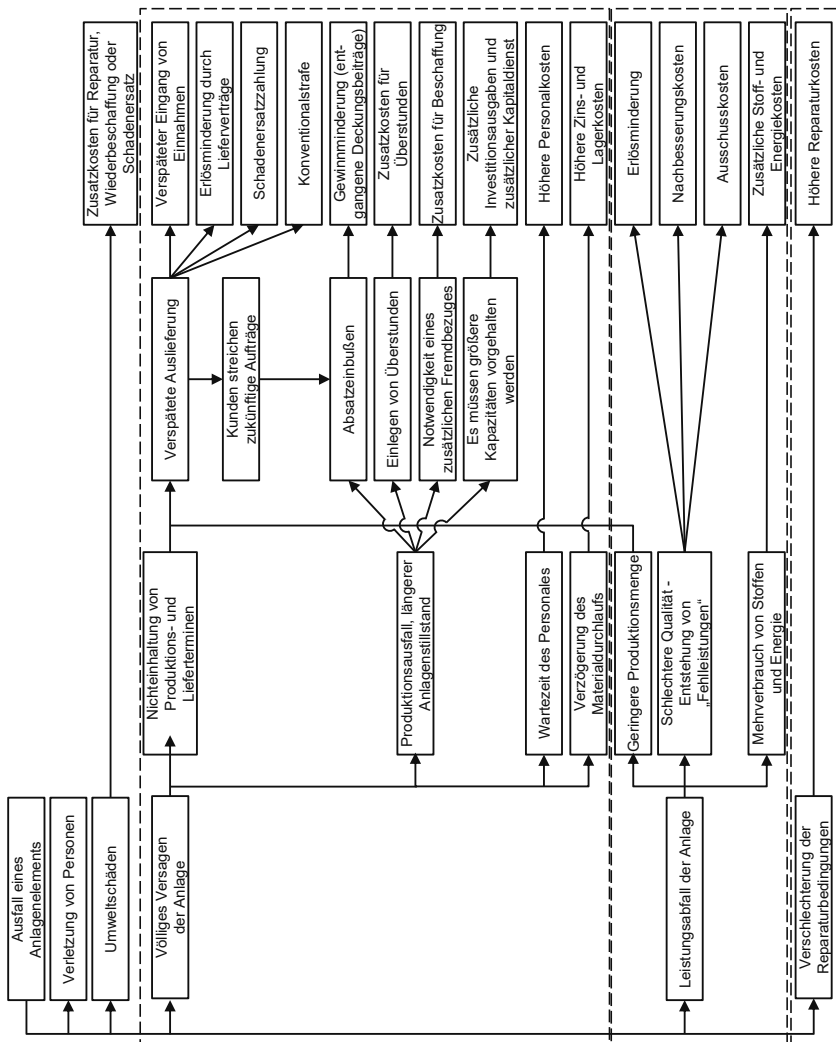 Ausfall eines
Anlagenelements
Verletzung von Personen
Umweltschäden
Völliges Versagen
der Anlage
Leistungsabfall der Anlage
Verschlechterung der
Reparaturbedingungen
Nichteinhaltung von
Produktions- und
Lieferterminen
Produktionsausfall, längerer
Anlagenstillstand
Wartezeit des Personales
Verzögerung des
Materialdurchlaufs
Geringere Produktionsmenge
Schlechtere Qualität -
Entstehung von
„Fehlleistungen“
Mehrverbrauch von Stoffen
und Energie
Verspätete Auslieferung
Kunden streichen
zukünftige Aufträge
Absatzeinbußen
Einlegen von Überstunden
Notwendigkeit eines
zusätzlichen Fremdbezuges
Es müssen größere
Kapazitäten vorgehalten
werden
Zusatzkosten für Reparatur,
Wiederbeschaffung oder
Schadenersatz
Verspäteter Eingang von
Einnahmen
Erlösminderung durch
Lieferverträge
Schadenersatzzahlung
Konventionalstrafe
Gewinnminderung (ent-
gangene Deckungsbeiträge)
Zusatzkosten für
Überstunden
Zusatzkosten für Beschaffung
Zusätzliche
Investitionsausgaben und
zusätzlicher Kapitaldienst
Höhere Personalkosten
Höhere Zins- und
Lagerkosten
Erlösminderung
Nachbesserungskosten
Ausschusskosten
Zusätzliche Stoff- und
Energiekosten
Höhere Reparaturkosten